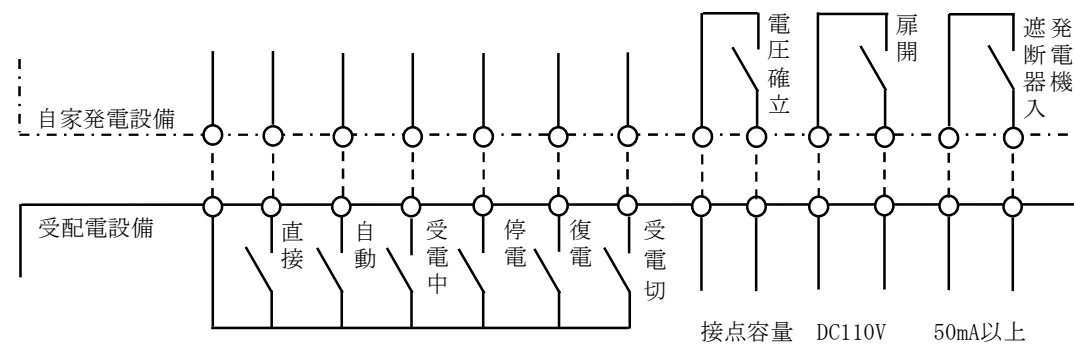 電圧確立
扉開
発電機
遮断器入
自家発電設備
受配電設備
直接
自動
受電中
停電
復電
受電切
接点容量 DC110V 50mA以上